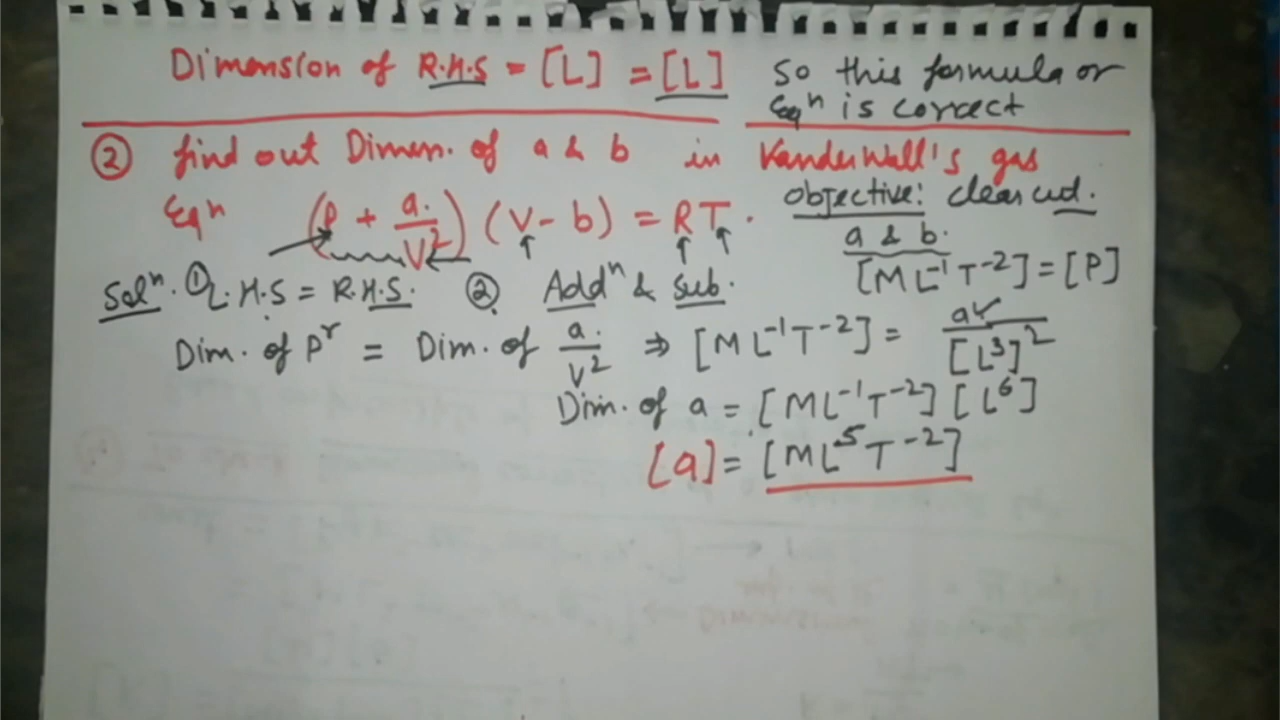 Dimension of R.H.S = [L] = [L] So this formula or
Eqⁿ is correct
② find out Dimen. of a & b in VanderWall's gas
Eqⁿ (P + a/V²) (V - b) = RT.
Objective: clear cut.
a & b.
[ML⁻¹T⁻²] = [P]
Solⁿ. ① L.H.S = R.H.S. ② Addⁿ & Sub.
Dim. of Pʳ = Dim. of a/V² ⇒ [ML⁻¹T⁻²] = a/[L³]²
Dim. of a = [ML⁻¹T⁻²] [L⁶]
[a] = [ML⁵T⁻²]